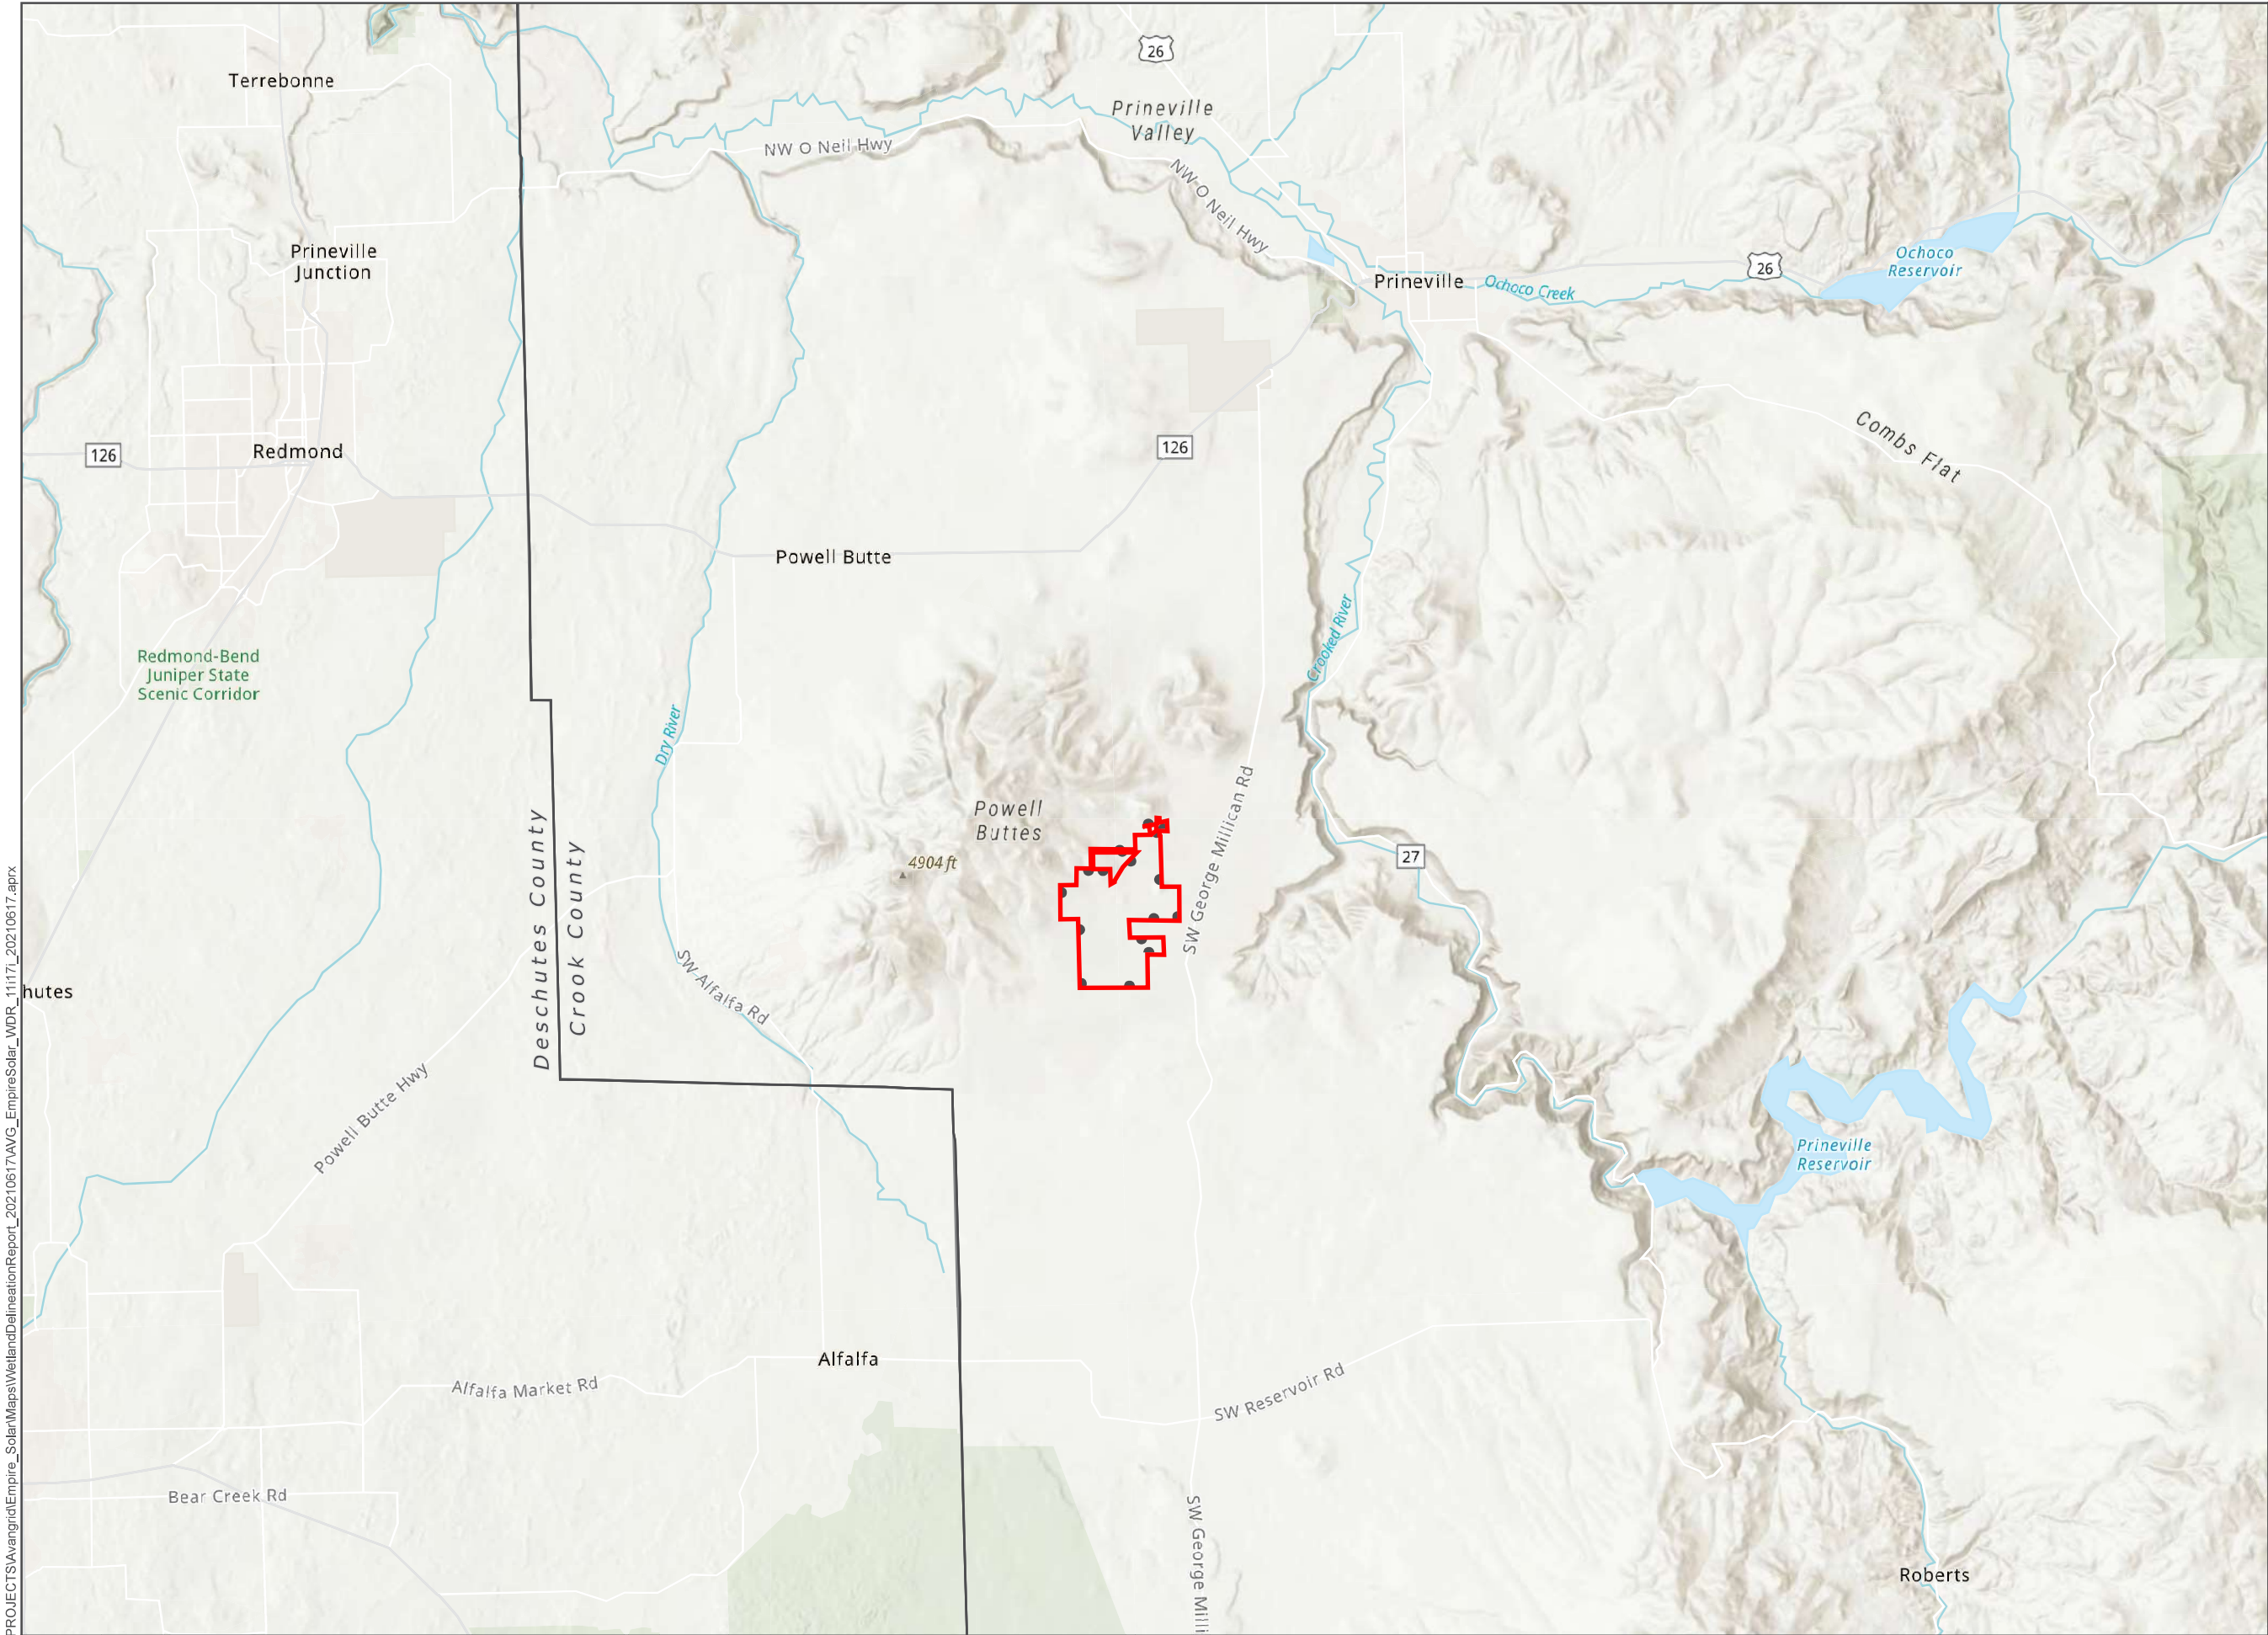 26
Terrebonne
Prineville
Valley
NW O Neil Hwy
NW O Neil Hwy
Prineville
Junction
Ochoco
Reservoir
26
Prineville
Ochoco Creek
126
Redmond
126
Combs Flat
Powell Butte
Crooked River
Redmond-Bend
Juniper State
Scenic Corridor
Dry River
Powell
Buttes
4904 ft
SW George Millican Rd
27
Deschutes County
Crook County
hutes
SW Alfalfa Rd
Powell Butte Hwy
Prineville
Reservoir
Alfalfa
Alfalfa Market Rd
SW Reservoir Rd
Bear Creek Rd
SW George Milli
Roberts
PROJECTS\Avangrid\Empire_Solar\Maps\WetlandDelineationReport_20210617\AVG_EmpireSolar_WDR_11i17i_20210617.aprx